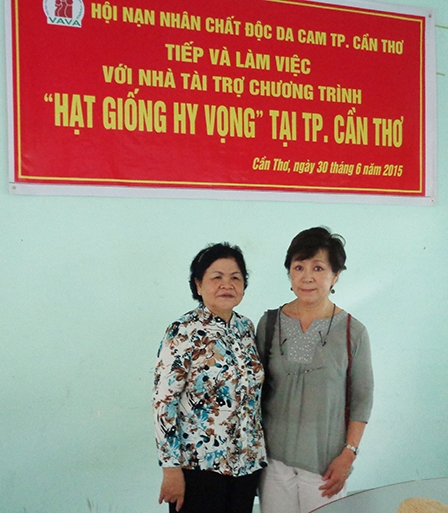 VAVA
HỘI NẠN NHÂN CHẤT ĐỘC DA CAM TP. CẦN THƠ
TIẾP VÀ LÀM VIỆC
VỚI NHÀ TÀI TRỢ CHƯƠNG TRÌNH
“HẠT GIỐNG HY VỌNG” TẠI TP. CẦN THƠ
Cần Thơ, ngày 30 tháng 6 năm 2015